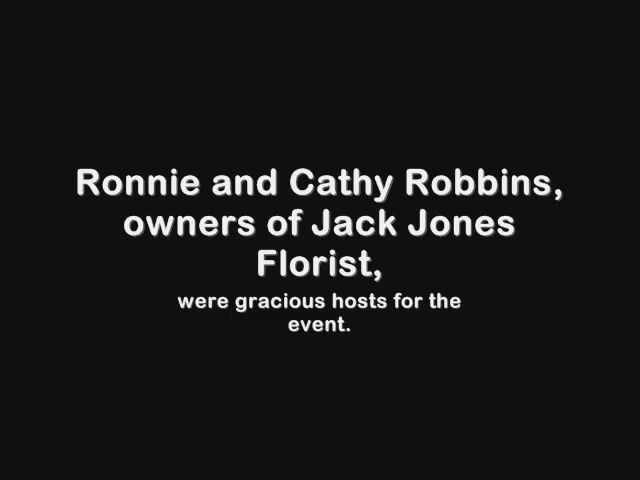 Ronnie and Cathy Robbins,
owners of Jack Jones
Florist,
were gracious hosts for the
event.